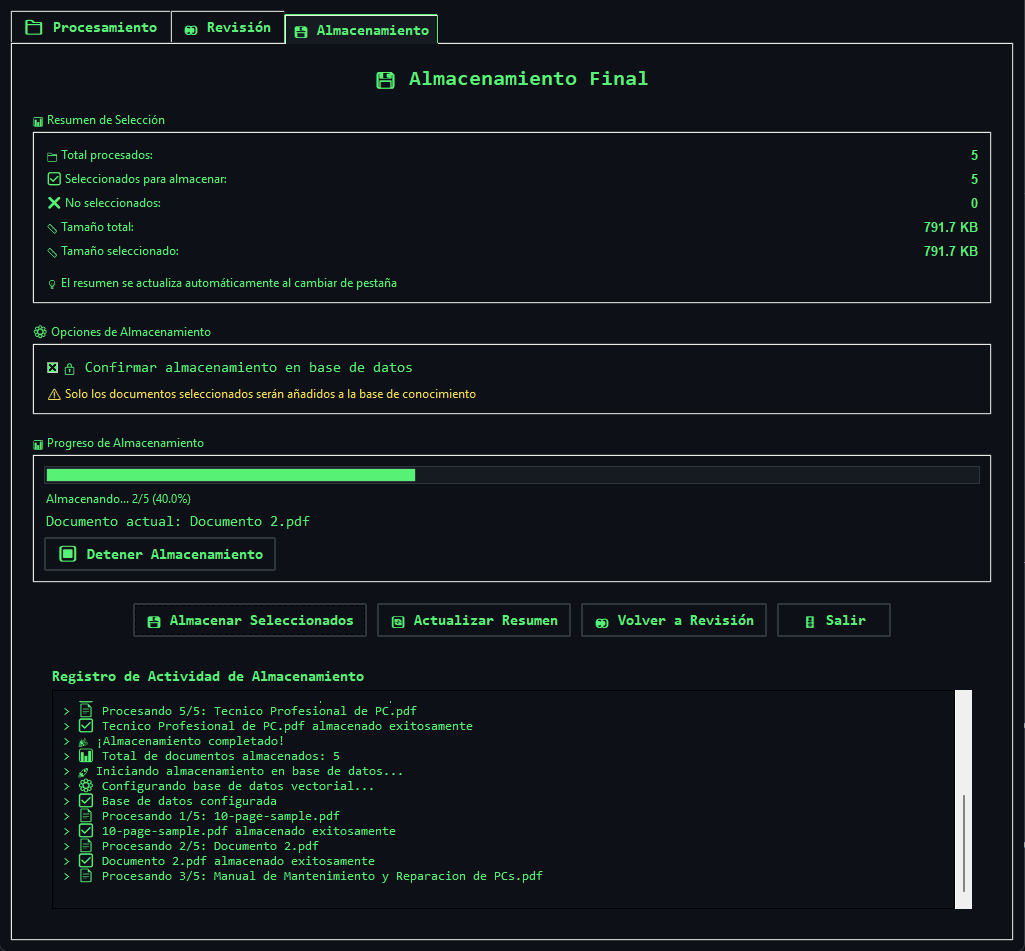 Procesamiento Revisión Almacenamiento
Almacenamiento Final
Resumen de Selección
Total procesados: 5
Seleccionados para almacenar: 5
No seleccionados: 0
Tamaño total: 791.7 KB
Tamaño seleccionado: 791.7 KB
El resumen se actualiza automáticamente al cambiar de pestaña
Opciones de Almacenamiento
Confirmar almacenamiento en base de datos
Solo los documentos seleccionados serán añadidos a la base de conocimiento
Progreso de Almacenamiento
Almacenando... 2/5 (40.0%)
Documento actual: Documento 2.pdf
Detener Almacenamiento
Almacenar Seleccionados Actualizar Resumen Volver a Revisión Salir
Registro de Actividad de Almacenamiento
> Procesando 5/5: Tecnico Profesional de PC.pdf
> Tecnico Profesional de PC.pdf almacenado exitosamente
> ¡Almacenamiento completado!
> Total de documentos almacenados: 5
> Iniciando almacenamiento en base de datos...
> Configurando base de datos vectorial...
> Base de datos configurada
> Procesando 1/5: 10-page-sample.pdf
> 10-page-sample.pdf almacenado exitosamente
> Procesando 2/5: Documento 2.pdf
> Documento 2.pdf almacenado exitosamente
> Procesando 3/5: Manual de Mantenimiento y Reparacion de PCs.pdf